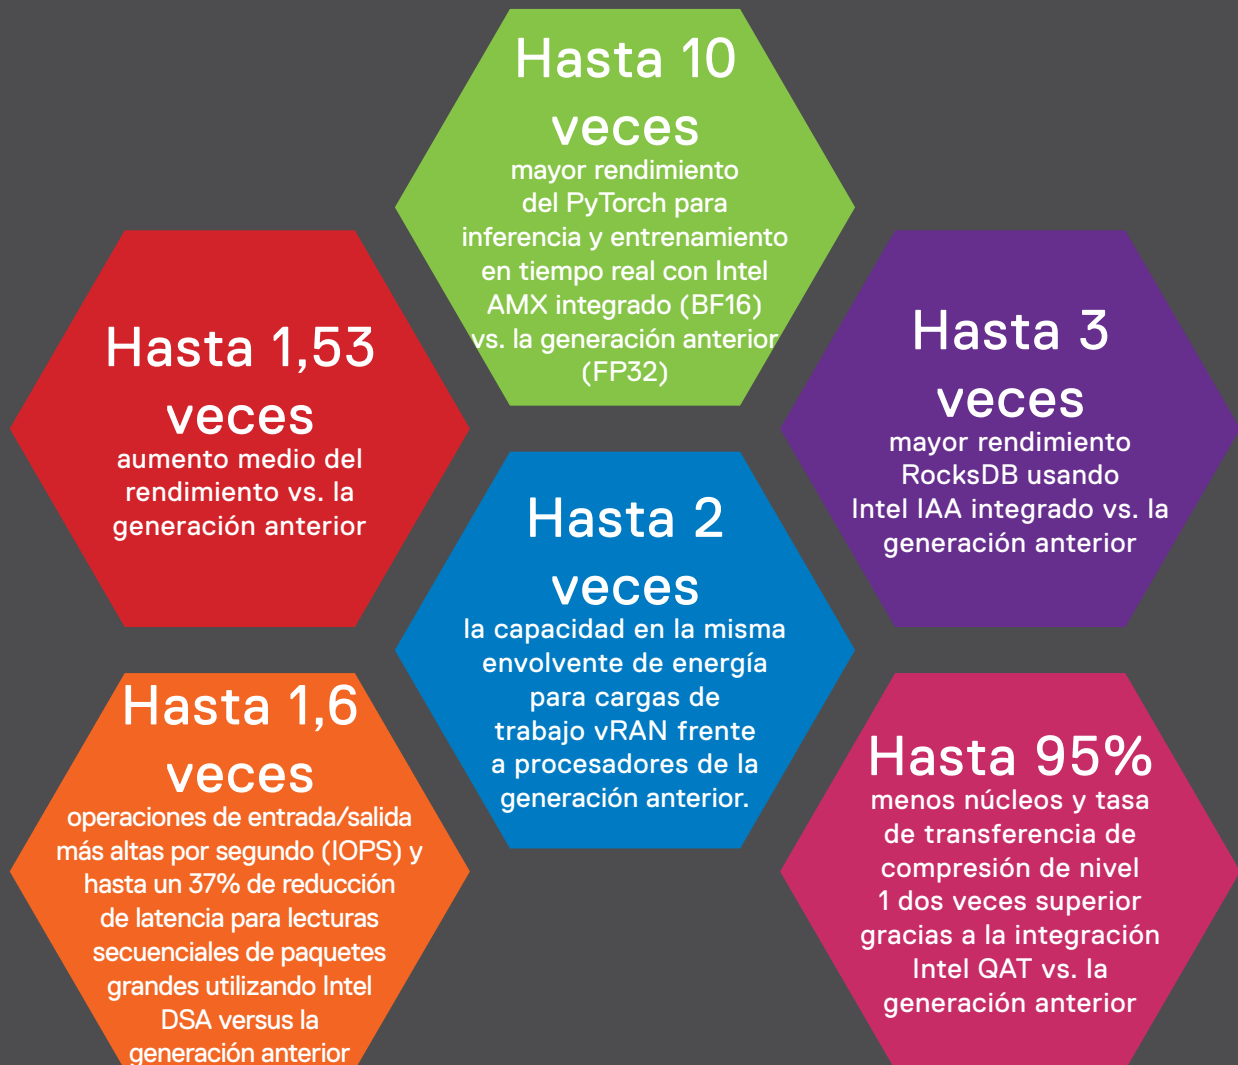 Hasta 10
veces
mayor rendimiento
del PyTorch para
inferencia y entrenamiento
en tiempo real con Intel
AMX integrado (BF16)
vs. la generación anterior
(FP32)
Hasta 1,53
veces
aumento medio del
rendimiento vs. la
generación anterior
Hasta 3
veces
mayor rendimiento
RocksDB usando
Intel IAA integrado vs. la
generación anterior
Hasta 2
veces
la capacidad en la misma
envolvente de energía
para cargas de
trabajo vRAN frente
a procesadores de la
generación anterior.
Hasta 1,6
veces
operaciones de entrada/salida
más altas por segundo (IOPS) y
hasta un 37% de reducción
de latencia para lecturas
secuenciales de paquetes
grandes utilizando Intel
DSA versus la
generación anterior
Hasta 95%
menos núcleos y tasa
de transferencia de
compresión de nivel
1 dos veces superior
gracias a la integración
Intel QAT vs. la
generación anterior